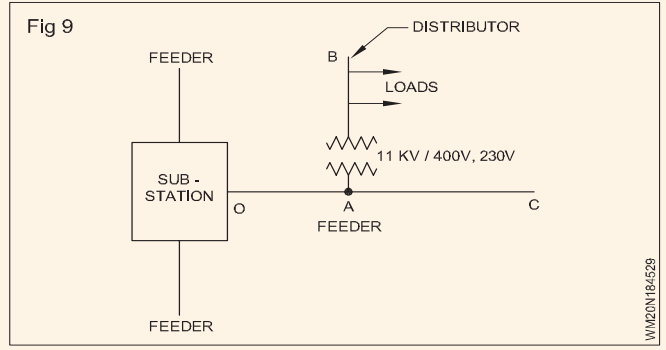 Fig 9
DISTRIBUTOR
FEEDER
B
LOADS
11 KV / 400V, 230V
SUB -
STATION
O
A
C
FEEDER
FEEDER
WM20N184529